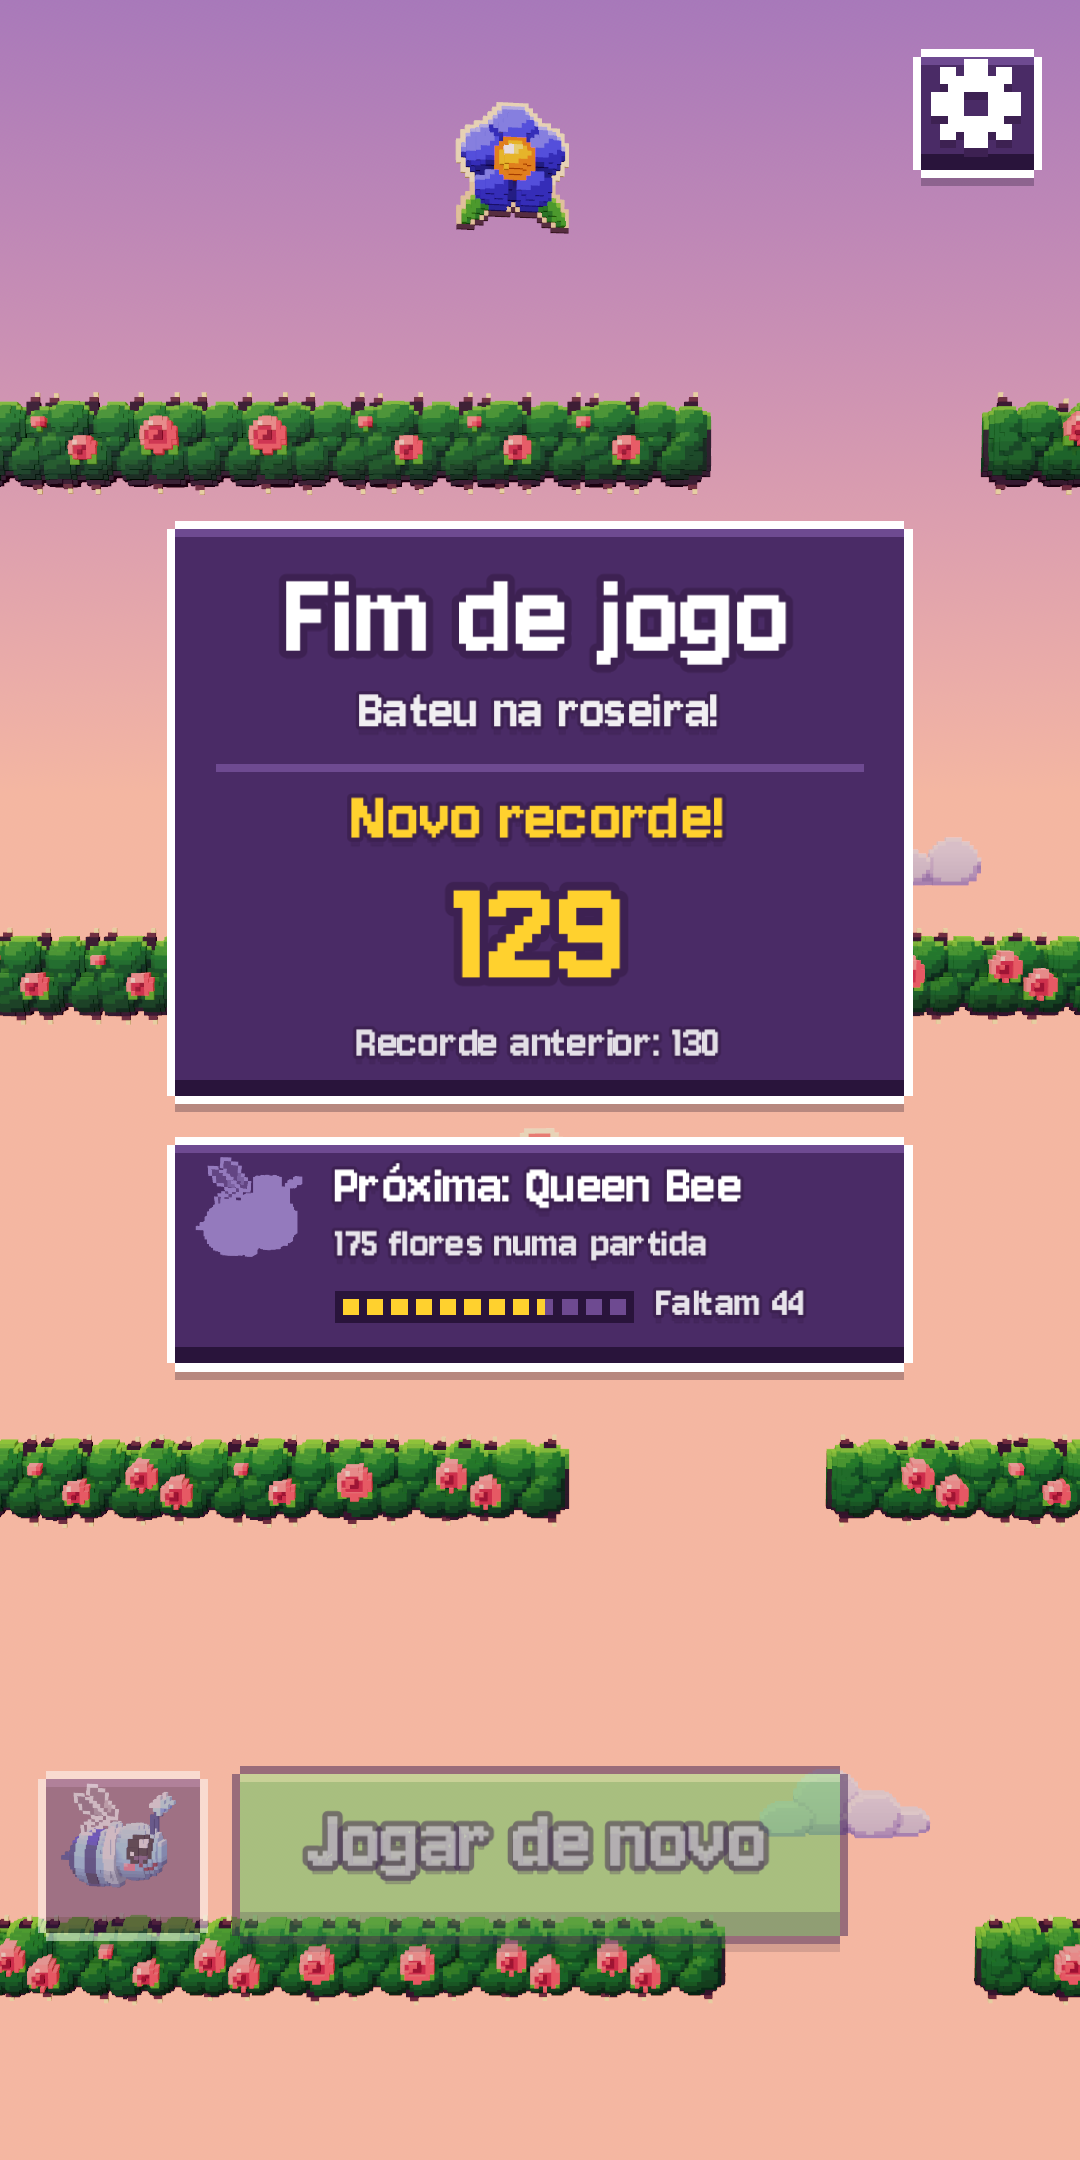 Fim de jogo
Bateu na roseira!
Novo recorde!
129
Recorde anterior: 130
Próxima: Queen Bee
175 flores numa partida
Faltam 44
Jogar de novo